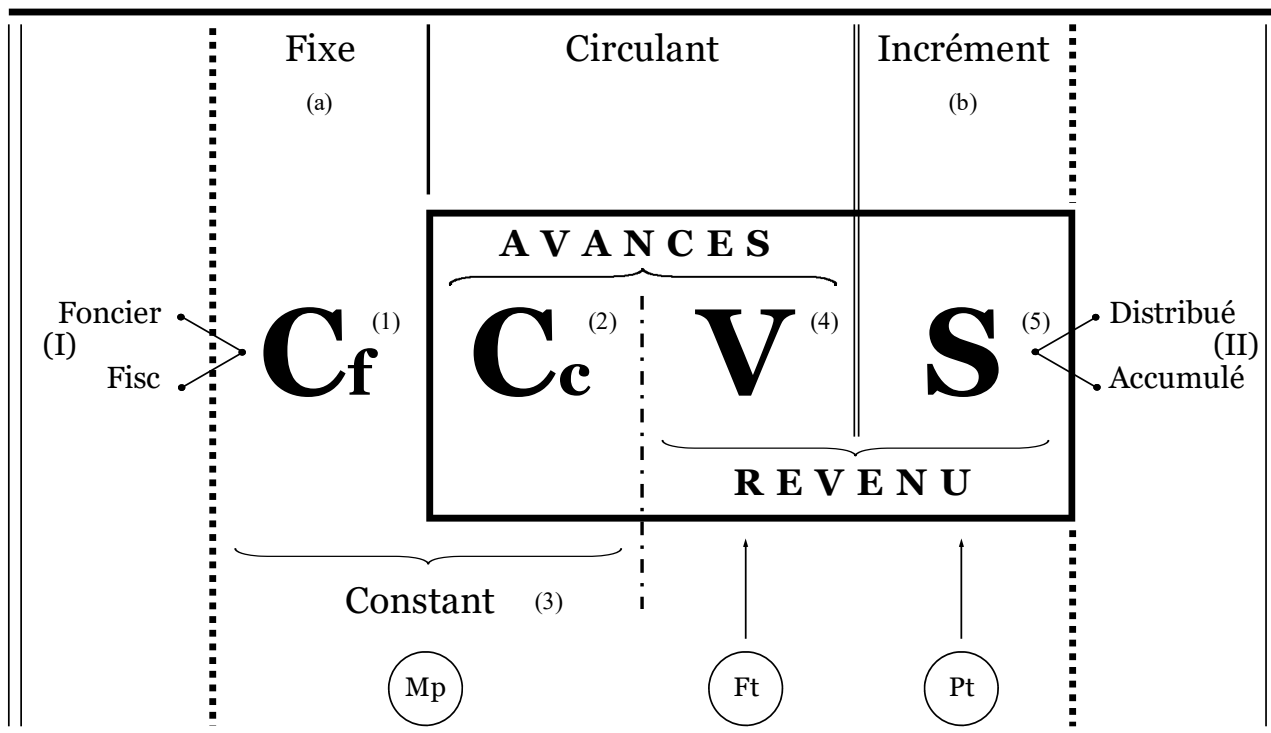 Fixe Circulant Incrément
(a) (b)
AVANCES
Foncier (1) (2) (4) (5) Distribué
(I) Cf Cc V S (II)
Fisc Accumulé
REVENU
Constant (3)
Mp Ft Pt